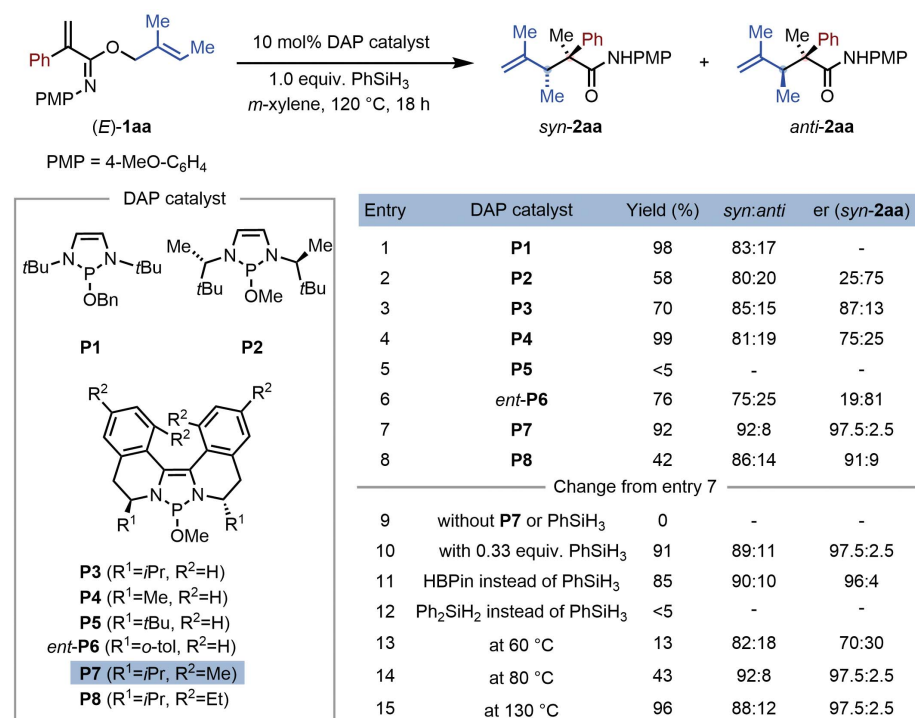 Me
O
Me
Ph
PMP
N
(E)-1aa
PMP = 4-MeO-C6H4
10 mol% DAP catalyst
1.0 equiv. PhSiH3
m-xylene, 120 °C, 18 h
Me
Me
Ph
NHPMP
Me
O
syn-2aa
+
Me
Me
Ph
NHPMP
Me
O
anti-2aa
DAP catalyst
tBu
N
N
tBu
P
OBn
P1
Me
Me
N
N
P
tBu
OMe
tBu
P2
R2
R2
R2
R2
N
P
N
R1
OMe
R1
P3 (R1=iPr, R2=H)
P4 (R1=Me, R2=H)
P5 (R1=tBu, R2=H)
ent-P6 (R1=o-tol, R2=H)
P7 (R1=iPr, R2=Me)
P8 (R1=iPr, R2=Et)
Entry DAP catalyst Yield (%) syn:anti er (syn-2aa)
1 P1 98 83:17 -
2 P2 58 80:20 25:75
3 P3 70 85:15 87:13
4 P4 99 81:19 75:25
5 P5 <5 - -
6 ent-P6 76 75:25 19:81
7 P7 92 92:8 97.5:2.5
8 P8 42 86:14 91:9
Change from entry 7
9 without P7 or PhSiH3 0 - -
10 with 0.33 equiv. PhSiH3 91 89:11 97.5:2.5
11 HBPin instead of PhSiH3 85 90:10 96:4
12 Ph2SiH2 instead of PhSiH3 <5 - -
13 at 60 °C 13 82:18 70:30
14 at 80 °C 43 92:8 97.5:2.5
15 at 130 °C 96 88:12 97.5:2.5